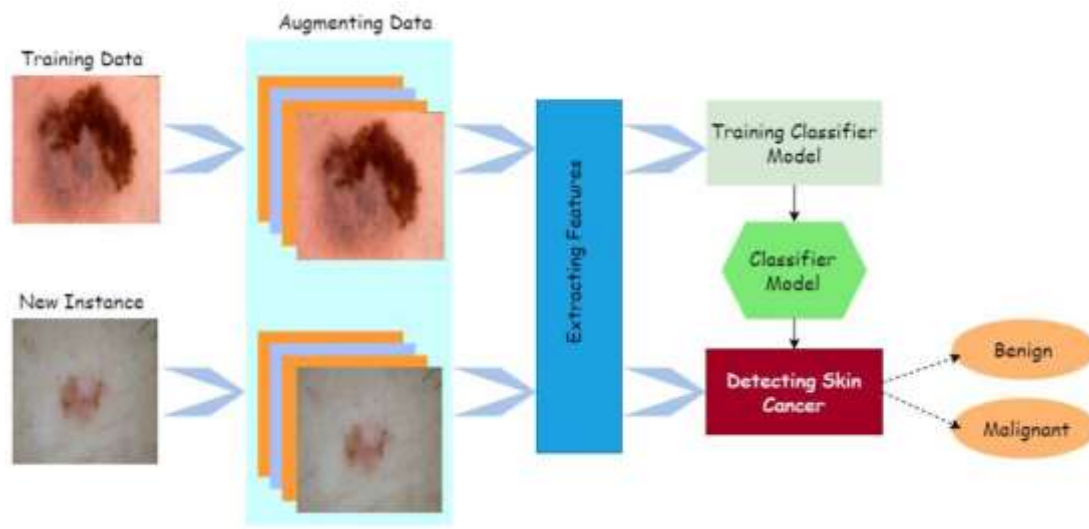 Augmenting Data
Training Data
Training Classifier
Model
Extracting Features
Classifier
Model
New Instance
Benign
Detecting Skin
Cancer
Malignant